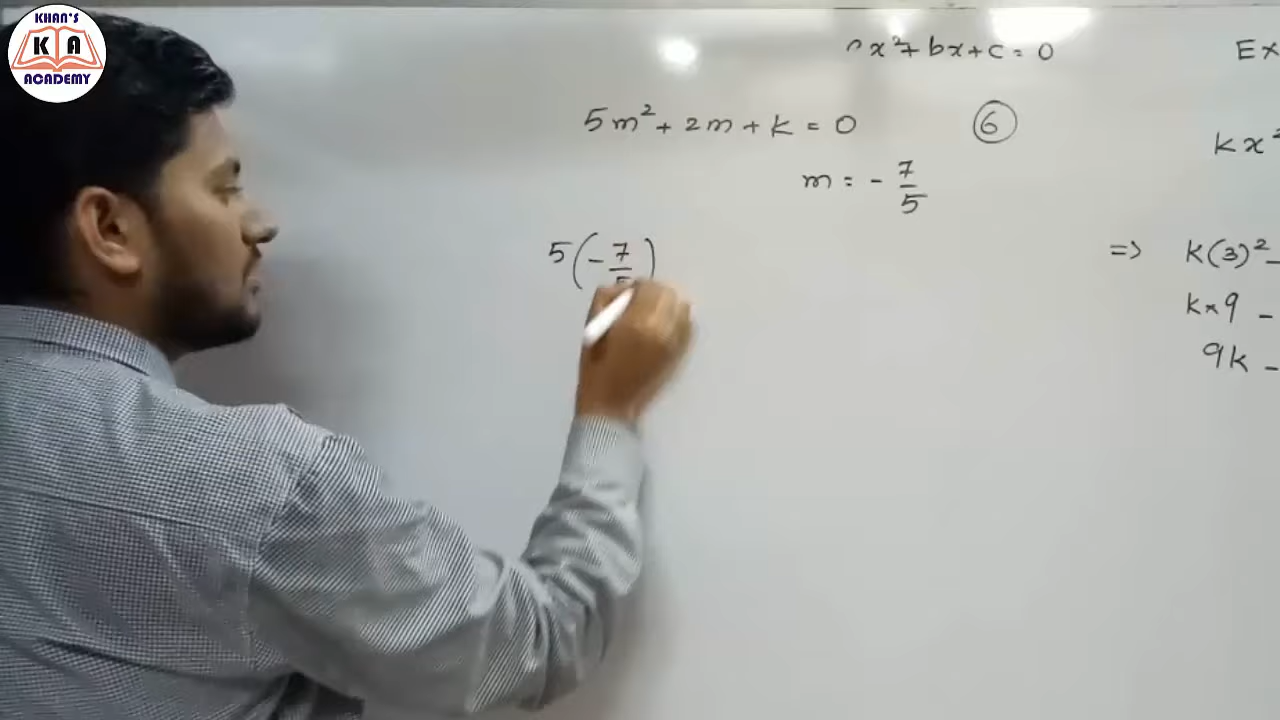 KHAN'S
K A
ACADEMY
x²+ bx+c = 0
Ex
5m² + 2m + k = 0
6
kx²
m = - 7/5
5(-7/5)
=> k(3)² -
k×9 -
9k -